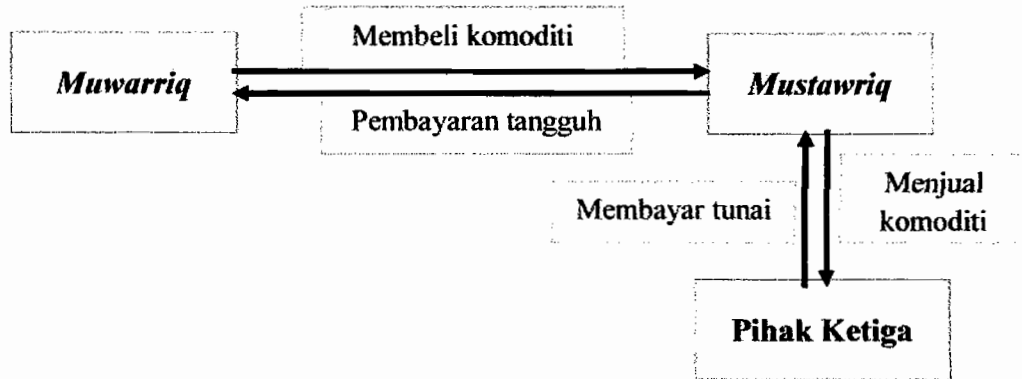 Membeli komoditi
Muwarriq
Mustawriq
Pembayaran tangguh
Membayar tunai
Menjual
komoditi
Pihak Ketiga